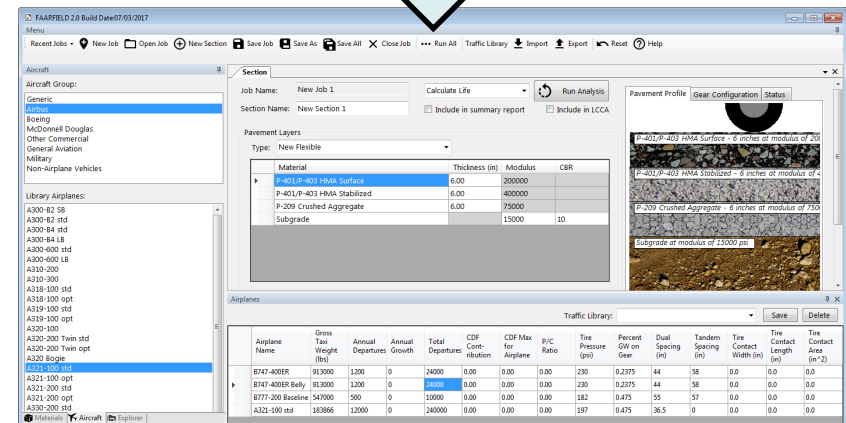 FAARFIELD 2.0 Build Date:07/03/2017
Menu
Recent Jobs New Job Open Job New Section Save Job Save As Save All Close Job Run All Traffic Library Import Export Reset Help
Aircraft
Aircraft Group:
Generic
Airbus
Boeing
McDonnell Douglas
Other Commercial
General Aviation
Military
Non-Airplane Vehicles
Library Airplanes:
A300-B2 SB
A300-B2 std
A300-B4 std
A300-B4 LB
A300-600 std
A300-600 LB
A310-200
A310-300
A318-100 std
A318-100 opt
A319-100 std
A319-100 opt
A320-100
A320-200 Twin std
A320-200 Twin opt
A320 Bogie
A321-100 std
A321-100 opt
A321-200 std
A321-200 opt
A330-200 std
Materials Aircraft Explorer
Section
Job Name: New Job 1 Calculate Life Run Analysis
Section Name: New Section 1 Include in summary report Include in LCCA
Pavement Layers
Type: New Flexible
Material Thickness (in) Modulus CBR
P-401/P-403 HMA Surface 6.00 200000
P-401/P-403 HMA Stabilized 6.00 400000
P-209 Crushed Aggregate 6.00 75000
Subgrade 15000 10
Pavement Profile Gear Configuration Status
P-401/P-403 HMA Surface - 6 inches at modulus of 200
P-401/P-403 HMA Stabilized - 6 inches at modulus of 4
P-209 Crushed Aggregate - 6 inches at modulus of 7500
Subgrade at modulus of 15000 psi
Airplanes
Traffic Library: Save Delete
Airplane Name Gross Taxi Weight (lbs) Annual Departures Annual Growth Total Departures CDF Cont-ribution CDF Max for Airplane P/C Ratio Tire Pressure (psi) Percent GW on Gear Dual Spacing (in) Tandem Spacing (in) Tire Contact Width (in) Tire Contact Length (in) Tire Contact Area (in^2)
B747-400ER 913000 1200 0 24000 0.00 0.00 0.00 230 0.2375 44 58 0.0 0.0 0.0
B747-400ER Belly 913000 1200 0 24000 0.00 0.00 0.00 230 0.2375 44 58 0.0 0.0 0.0
B777-200 Baseline 547000 500 0 10000 0.00 0.00 0.00 182 0.475 55 57 0.0 0.0 0.0
A321-100 std 183866 12000 0 240000 0.00 0.00 0.00 197 0.475 36.5 0 0.0 0.0 0.0